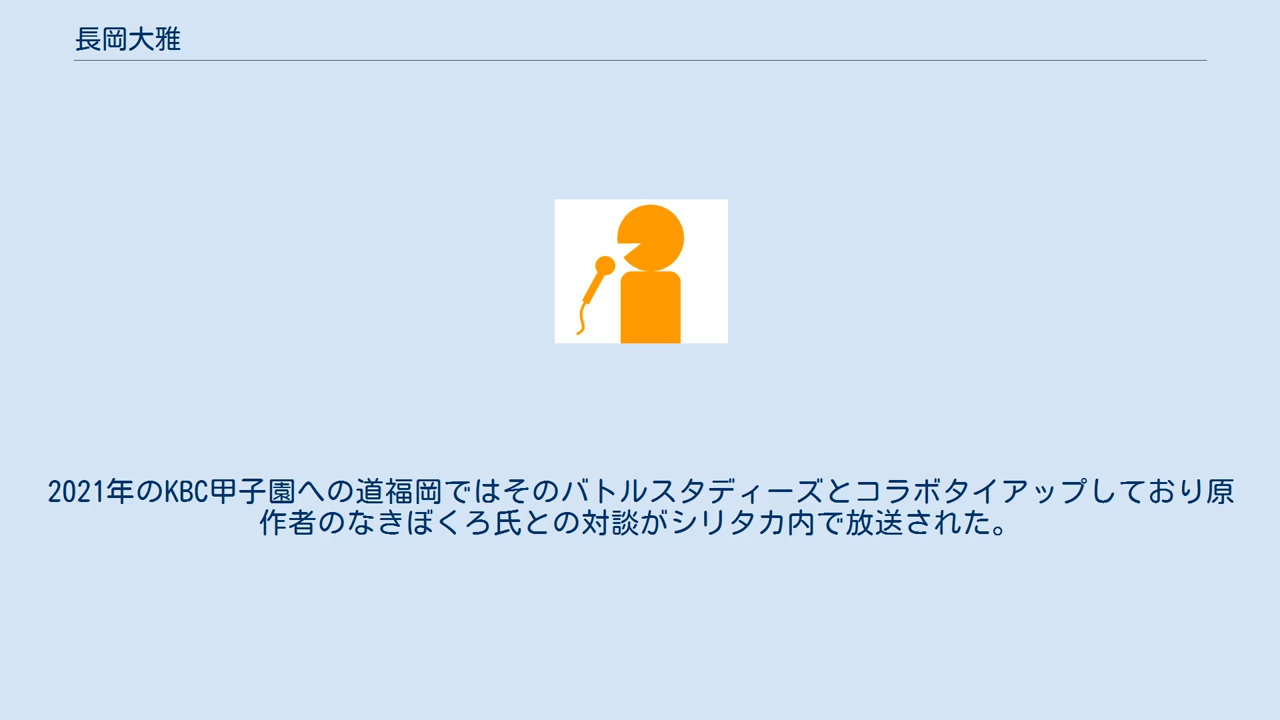 長岡大雅
2021年のKBC甲子園への道福岡ではそのバトルスタディーズとコラボタイアップしており原
作者のなきぼくろ氏との対談がシリタカ内で放送された。